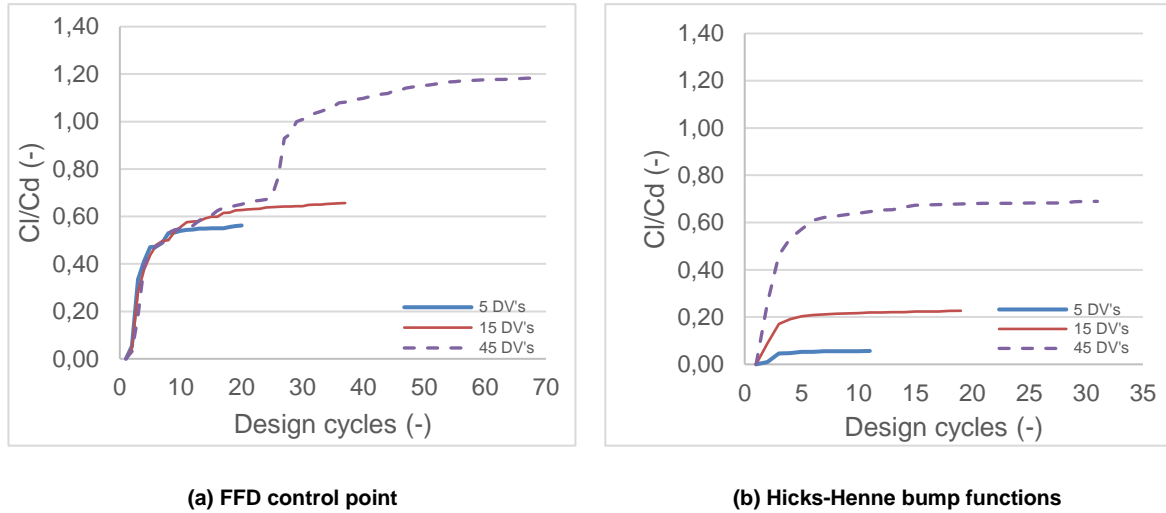 1,40
1,20
1,00
0,80
0,60
0,40
0,20
0,00
Cl/Cd (-)
0 10 20 30 40 50 60 70
Design cycles (-)
5 DV's
15 DV's
45 DV's
(a) FFD control point
1,40
1,20
1,00
0,80
0,60
0,40
0,20
0,00
Cl/Cd (-)
0 5 10 15 20 25 30 35
Design cycles (-)
5 DV's
15 DV's
45 DV's
(b) Hicks-Henne bump functions